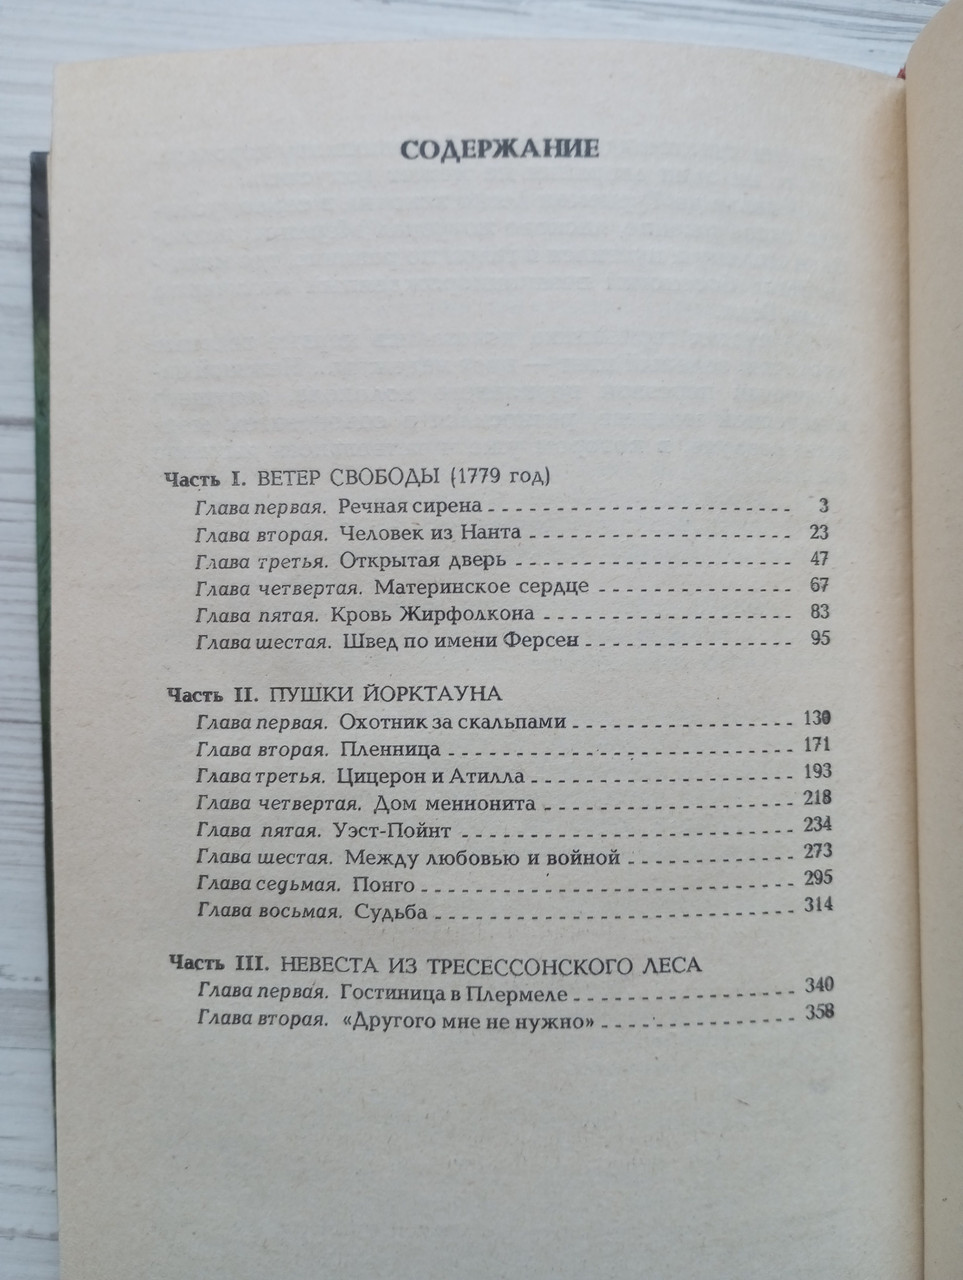 СОДЕРЖАНИЕ
Часть I. ВЕТЕР СВОБОДЫ (1779 год)
Глава первая. Речная сирена 3
Глава вторая. Человек из Нанта 23
Глава третья. Открытая дверь 47
Глава четвертая. Материнское сердце 67
Глава пятая. Кровь Жирфолкона 83
Глава шестая. Швед по имени Ферсен 95
Часть II. ПУШКИ ЙОРКТАУНА
Глава первая. Охотник за скальпами 130
Глава вторая. Пленница 171
Глава третья. Цицерон и Атилла 193
Глава четвертая. Дом меннонита 218
Глава пятая. Уэст-Пойнт 234
Глава шестая. Между любовью и войной 273
Глава седьмая. Понго 295
Глава восьмая. Судьба 314
Часть III. НЕВЕСТА ИЗ ТРЕСЕССОНСКОГО ЛЕСА
Глава первая. Гостиница в Плермеле 340
Глава вторая. «Другого мне не нужно» 358